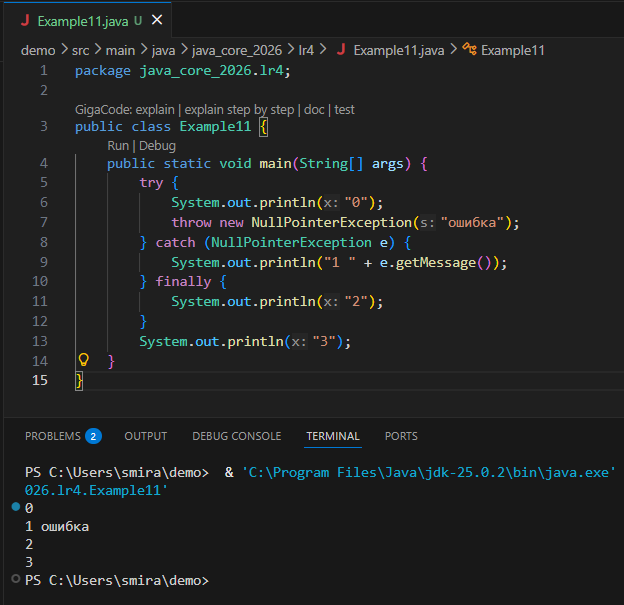 J Example11.java U ×
demo > src > main > java > java_core_2026 > lr4 > J Example11.java > Example11
1 package java_core_2026.lr4;
2
GigaCode: explain | explain step by step | doc | test
3 public class Example11 {
Run | Debug
4 public static void main(String[] args) {
5 try {
6 System.out.println(x: "0");
7 throw new NullPointerException(s: "ошибка");
8 } catch (NullPointerException e) {
9 System.out.println("1 " + e.getMessage());
10 } finally {
11 System.out.println(x: "2");
12 }
13 System.out.println(x: "3");
14 }
15 }
PROBLEMS 2 OUTPUT DEBUG CONSOLE TERMINAL PORTS
PS C:\Users\smira\demo> & 'C:\Program Files\Java\jdk-25.0.2\bin\java.exe'
026.lr4.Example11'
0
1 ошибка
2
3
PS C:\Users\smira\demo>